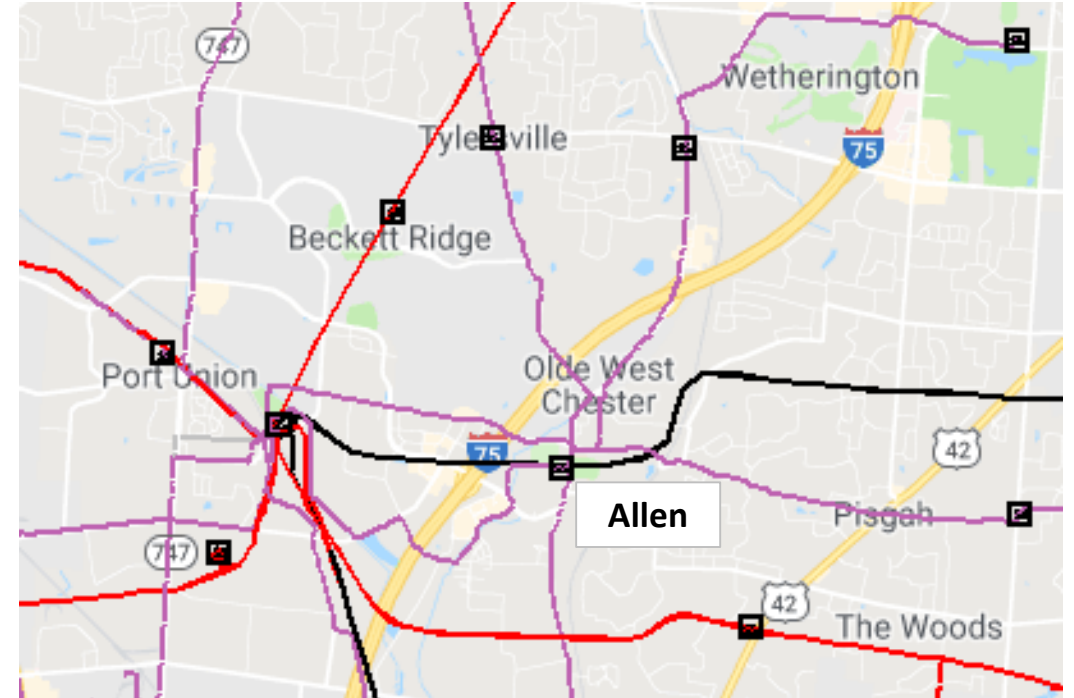 747
Wetherington
Tylersville
75
Beckett Ridge
Port Union
Olde West
Chester
75
42
Allen
Pisgah
747
42
The Woods